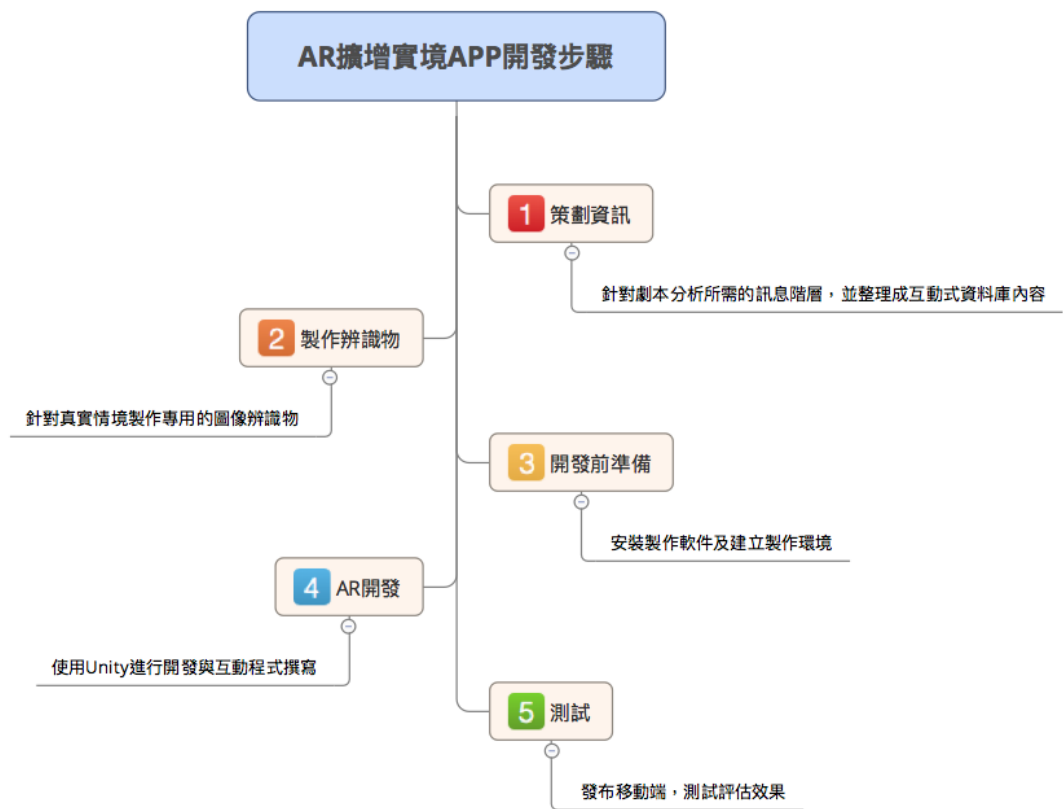 AR擴增實境APP開發步驟
1 策劃資訊
針對劇本分析所需的訊息階層，並整理成互動式資料庫內容
2 製作辨識物
針對真實情境製作專用的圖像辨識物
3 開發前準備
安裝製作軟件及建立製作環境
4 AR開發
使用Unity進行開發與互動程式撰寫
5 測試
發布移動端，測試評估效果